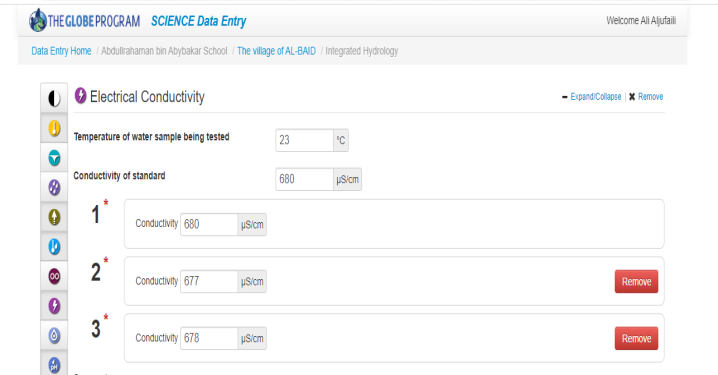 THE GLOBE PROGRAM SCIENCE Data Entry Welcome Ali Aljufaili
Data Entry Home / Abdullrahaman bin Abybakar School / The village of AL-BAID / Integrated Hydrology
Electrical Conductivity
Expand/Collapse | ✖ Remove
Temperature of water sample being tested 23 °C
Conductivity of standard 680 µS/cm
1 * Conductivity 680 µS/cm
2 * Conductivity 677 µS/cm Remove
3 * Conductivity 678 µS/cm Remove
pH